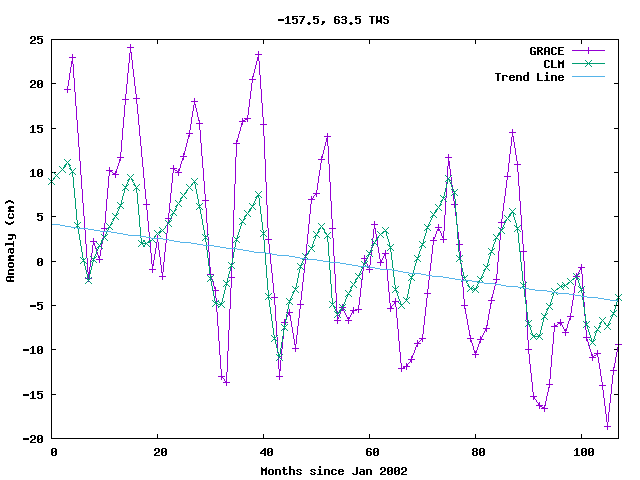 -157.5, 63.5 TWS
GRACE
CLM
Trend Line
25
20
15
10
5
0
-5
-10
-15
-20
Anomaly (cm)
0 20 40 60 80 100
Months since Jan 2002